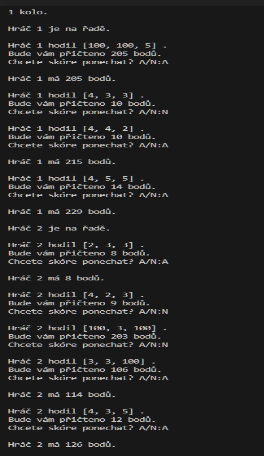 1 kolo.
Hráč 1 je na řadě.
Hráč 1 hodil [100, 100, 5] .
Bude vám přičteno 205 bodů.
Chcete skóre ponechat? A/N:A
Hráč 1 má 205 bodů.
Hráč 1 hodil [4, 3, 3] .
Bude vám přičteno 10 bodů.
Chcete skóre ponechat? A/N:N
Hráč 1 hodil [4, 4, 2] .
Bude vám přičteno 10 bodů.
Chcete skóre ponechat? A/N:A
Hráč 1 má 215 bodů.
Hráč 1 hodil [4, 5, 5] .
Bude vám přičteno 14 bodů.
Chcete skóre ponechat? A/N:A
Hráč 1 má 229 bodů.
Hráč 2 je na řadě.
Hráč 2 hodil [2, 3, 3] .
Bude vám přičteno 8 bodů.
Chcete skóre ponechat? A/N:A
Hráč 2 má 8 bodů.
Hráč 2 hodil [4, 2, 3] .
Bude vám přičteno 9 bodů.
Chcete skóre ponechat? A/N:N
Hráč 2 hodil [100, 3, 100] .
Bude vám přičteno 203 bodů.
Chcete skóre ponechat? A/N:N
Hráč 2 hodil [3, 3, 100] .
Bude vám přičteno 106 bodů.
Chcete skóre ponechat? A/N:A
Hráč 2 má 114 bodů.
Hráč 2 hodil [4, 3, 5] .
Bude vám přičteno 12 bodů.
Chcete skóre ponechat? A/N:A
Hráč 2 má 126 bodů.